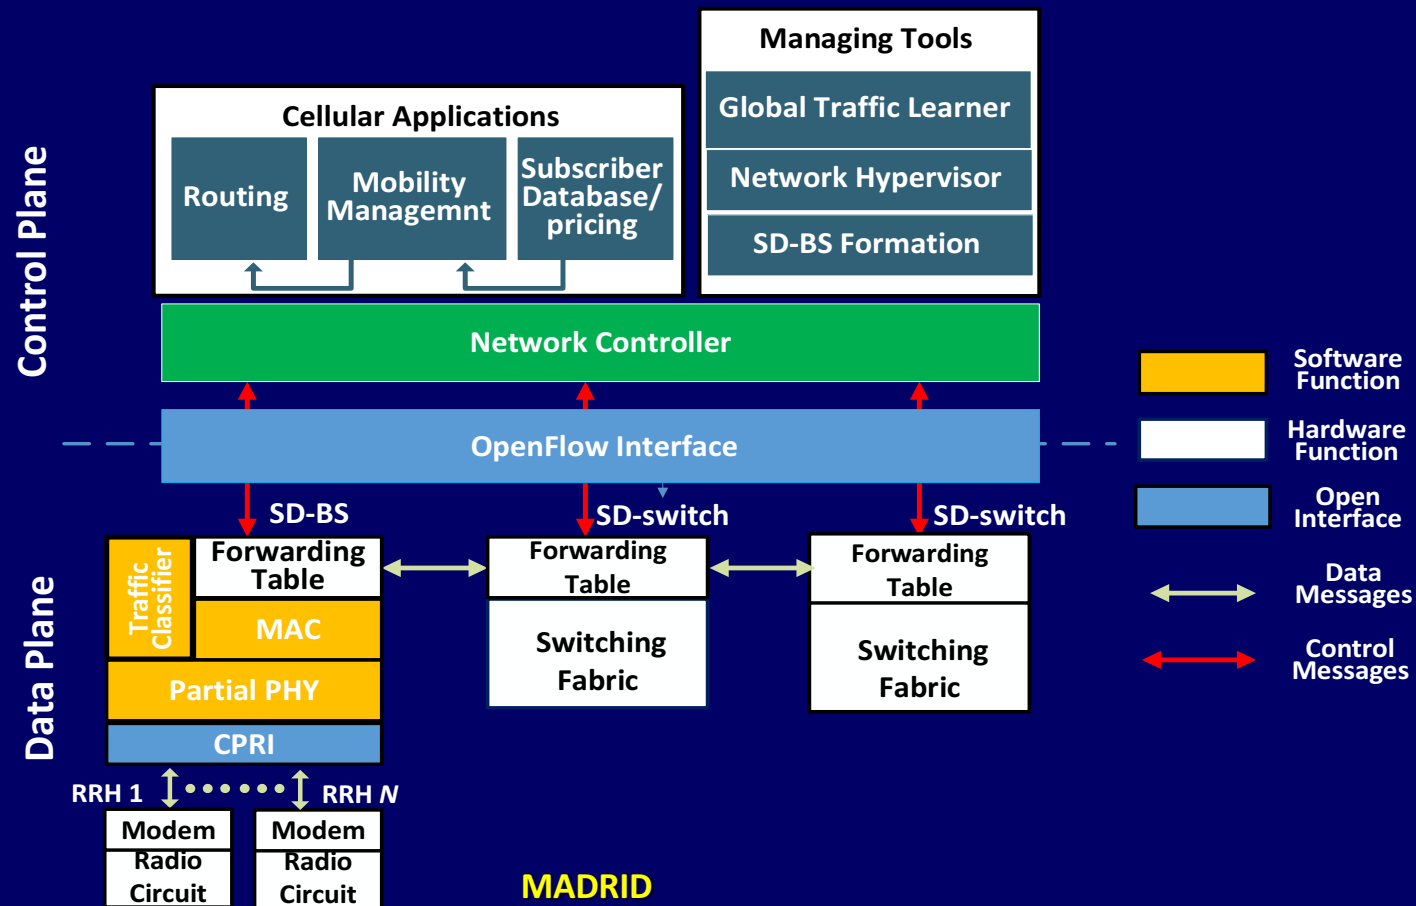 Managing Tools
Global Traffic Learner
Network Hypervisor
SD-BS Formation
Cellular Applications
Routing
Mobility
Managemnt
Subscriber
Database/
pricing
Control Plane
Network Controller
OpenFlow Interface
Software
Function
Hardware
Function
Open
Interface
Data
Messages
Control
Messages
Data Plane
SD-BS
SD-switch
SD-switch
Traffic
Classifier
Forwarding
Table
MAC
Partial PHY
CPRI
Forwarding
Table
Switching
Fabric
Forwarding
Table
Switching
Fabric
RRH 1
RRH N
Modem
Radio
Circuit
Modem
Radio
Circuit
MADRID